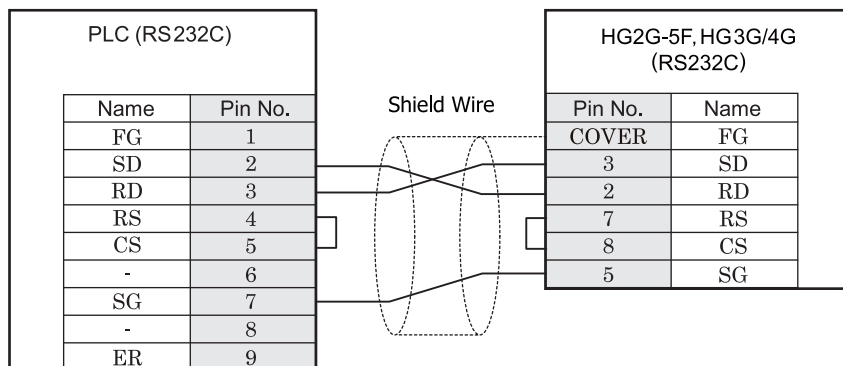 PLC (RS232C)
HG2G-5F, HG3G/4G
(RS232C)
Shield Wire
Name Pin No.
FG 1
SD 2
RD 3
RS 4
CS 5
- 6
SG 7
- 8
ER 9
Pin No. Name
COVER FG
3 SD
2 RD
7 RS
8 CS
5 SG